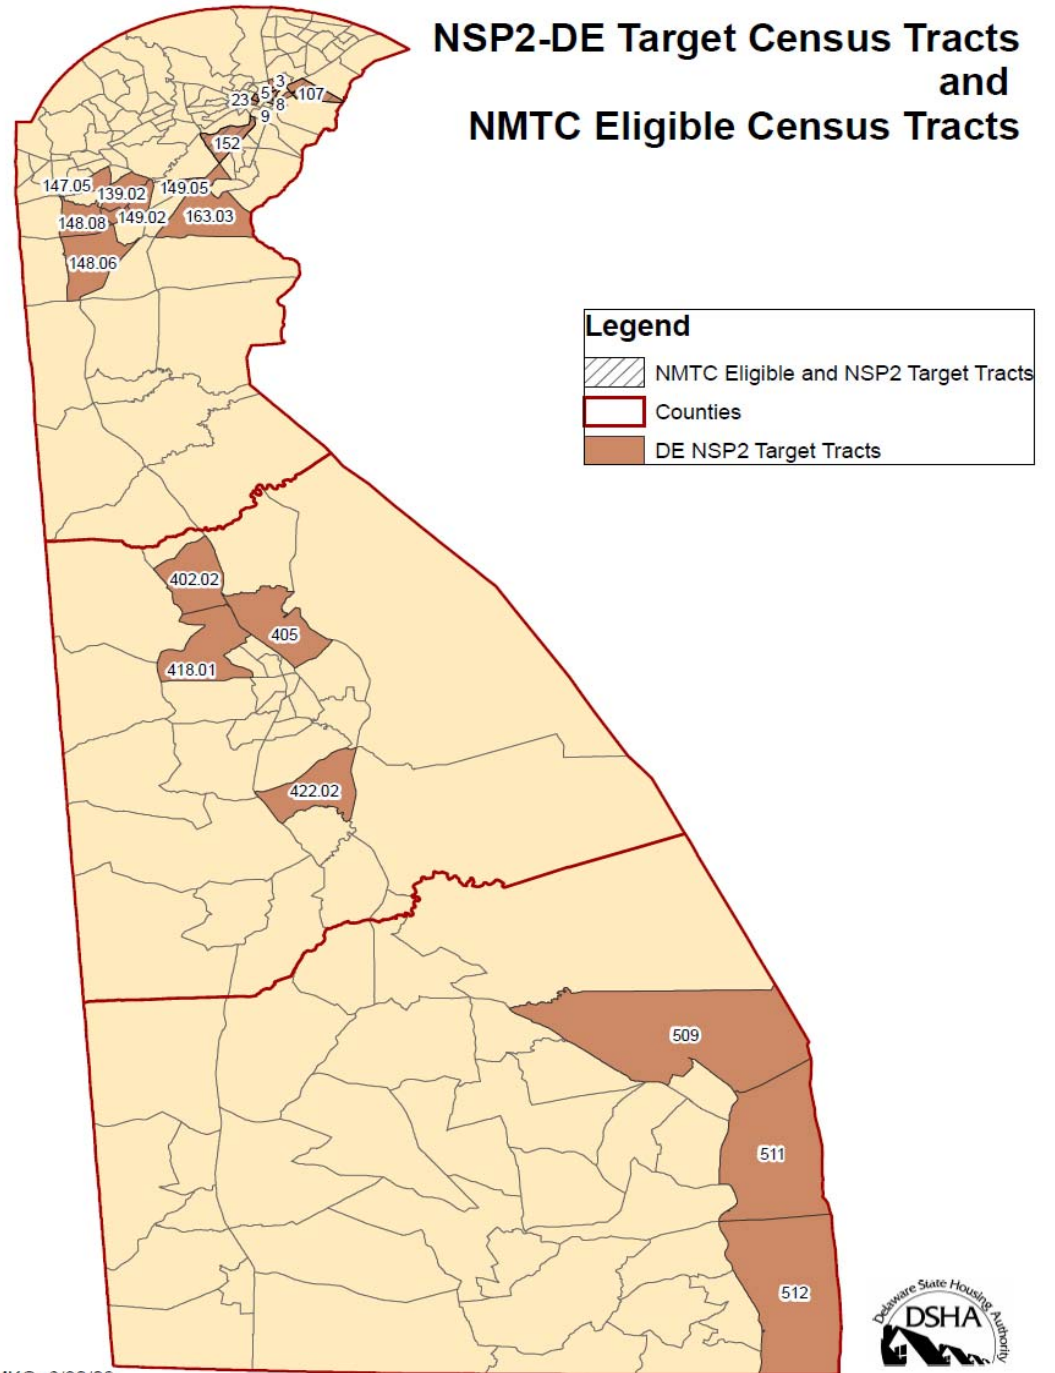 NSP2-DE Target Census Tracts
and
NMTC Eligible Census Tracts
3
5
107
23
8
9
152
147.05
139.02
149.05
148.08
149.02
163.03
148.06
Legend
NMTC Eligible and NSP2 Target Tracts
Counties
DE NSP2 Target Tracts
402.02
405
418.01
422.02
509
511
512
Delaware State Housing Authority
DSHA